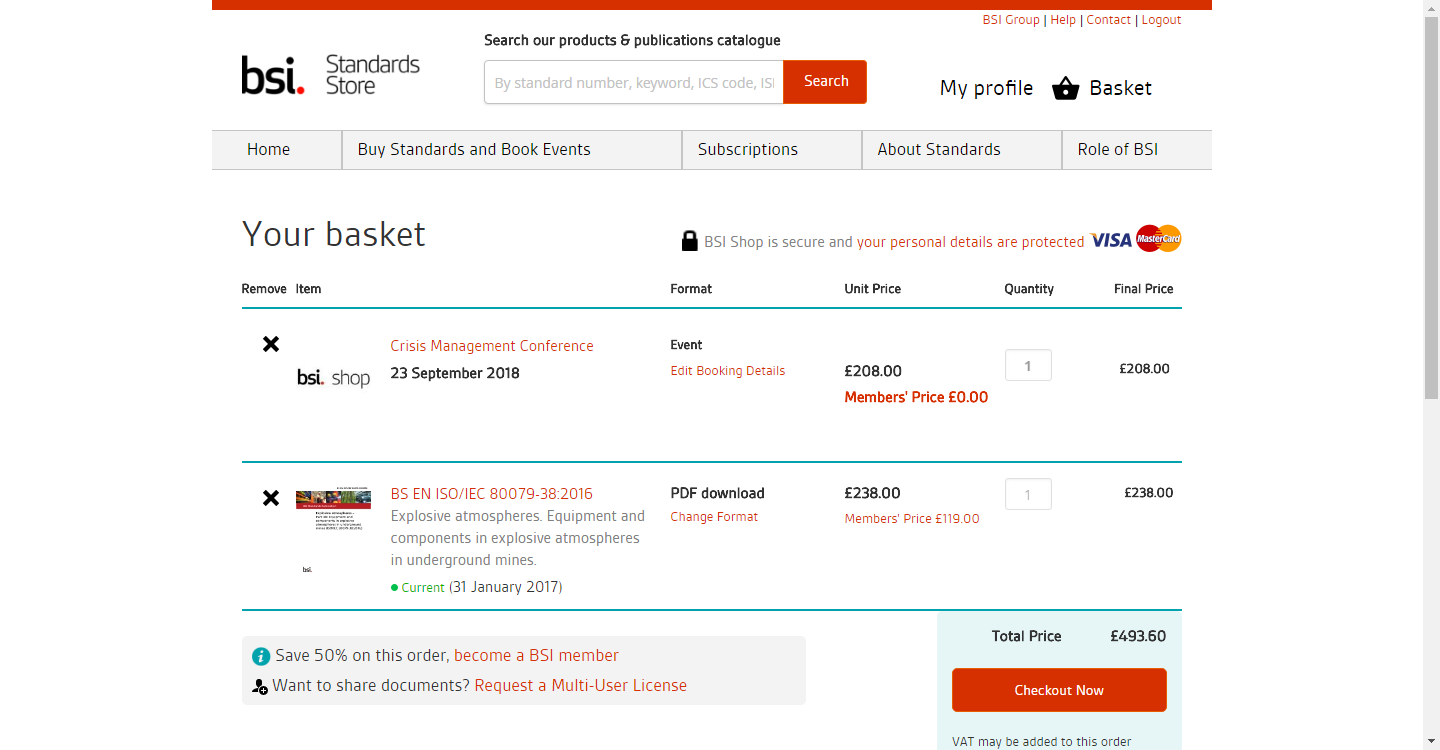 BSI Group | Help | Contact | Logout
Search our products & publications catalogue
bsi. Standards Store
By standard number, keyword, ICS code, ISI
Search
My profile
Basket
Home
Buy Standards and Book Events
Subscriptions
About Standards
Role of BSI
Your basket
BSI Shop is secure and your personal details are protected
VISA MasterCard
Remove Item Format Unit Price Quantity Final Price
Crisis Management Conference
23 September 2018
bsi. shop
Event
Edit Booking Details
£208.00
Members' Price £0.00
1
£208.00
BS EN ISO/IEC 80079-38:2016
Explosive atmospheres. Equipment and
components in explosive atmospheres
in underground mines.
Current (31 January 2017)
bsi.
PDF download
Change Format
£238.00
Members' Price £119.00
1
£238.00
Save 50% on this order, become a BSI member
Want to share documents? Request a Multi-User License
Total Price £493.60
Checkout Now
VAT may be added to this order